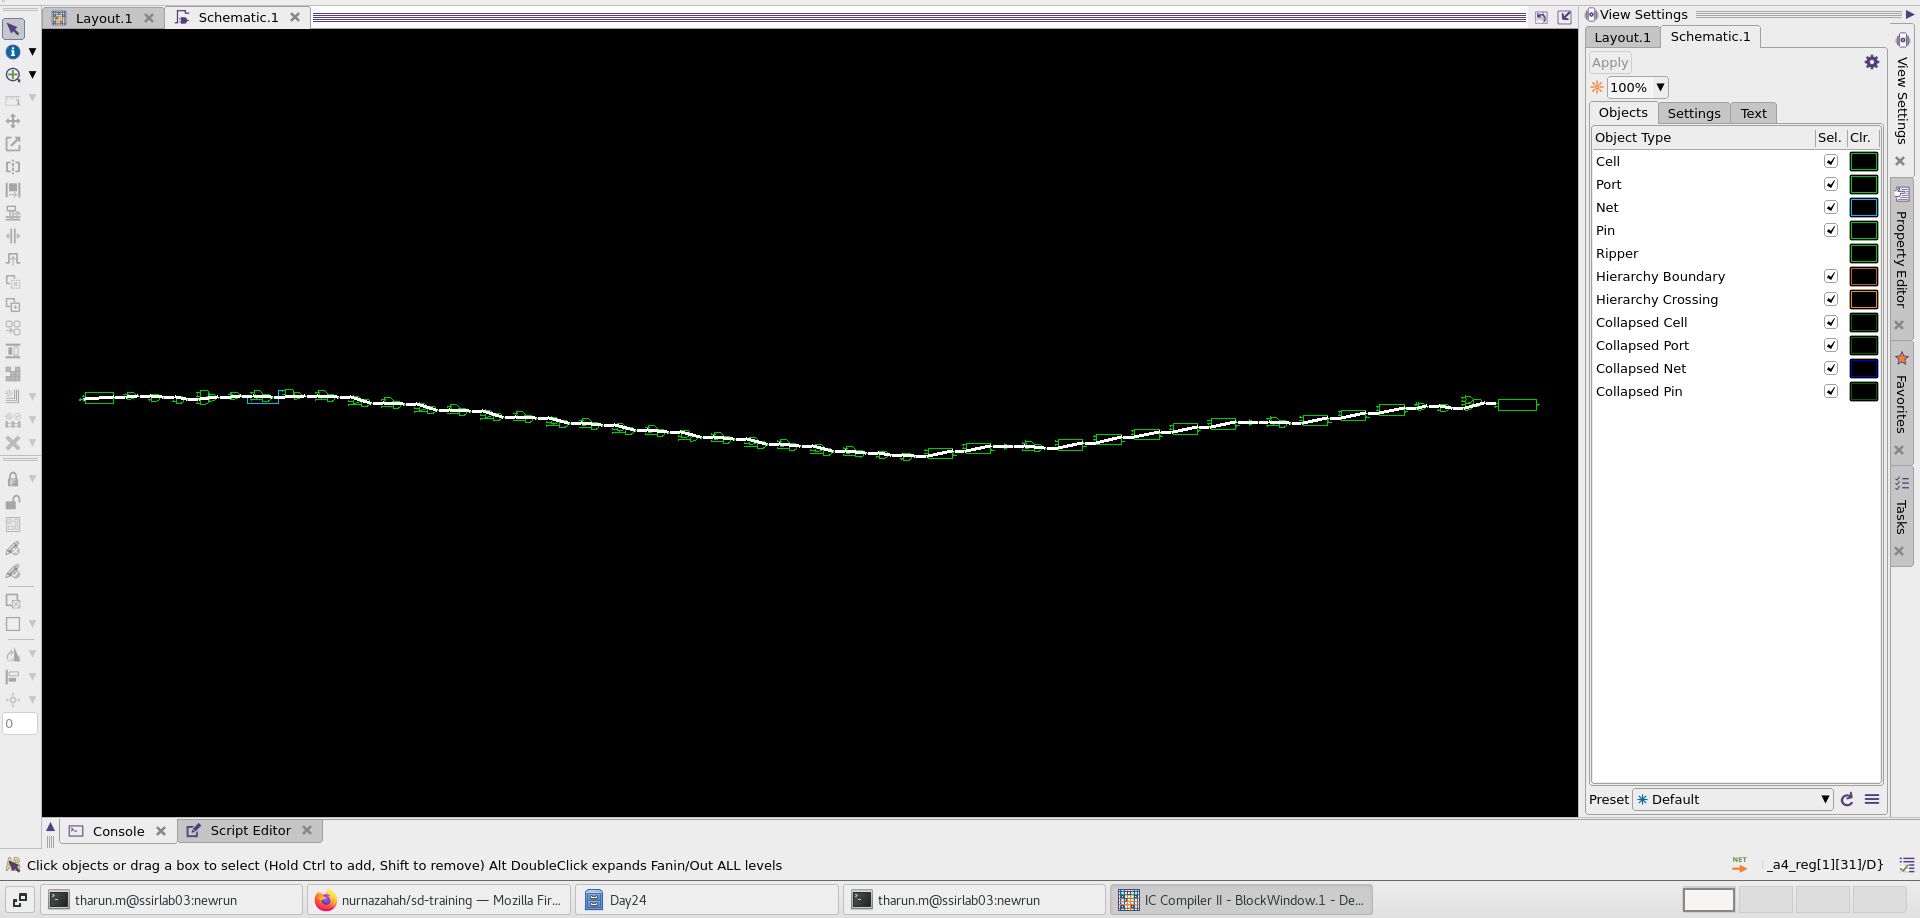 Layout.1
Schematic.1
View Settings
Layout.1
Schematic.1
Apply
100%
Objects
Settings
Text
Object Type
Sel.
Clr.
Cell
Port
Net
Pin
Ripper
Hierarchy Boundary
Hierarchy Crossing
Collapsed Cell
Collapsed Port
Collapsed Net
Collapsed Pin
Preset
Default
View Settings
Property Editor
Favorites
Tasks
0
Console
Script Editor
Click objects or drag a box to select (Hold Ctrl to add, Shift to remove) Alt DoubleClick expands Fanin/Out ALL levels
NET
_a4_reg[1][31]/D}
tharun.m@ssirlab03:newrun
nurnazahah/sd-training — Mozilla Fir...
Day24
tharun.m@ssirlab03:newrun
IC Compiler II - BlockWindow.1 - De...